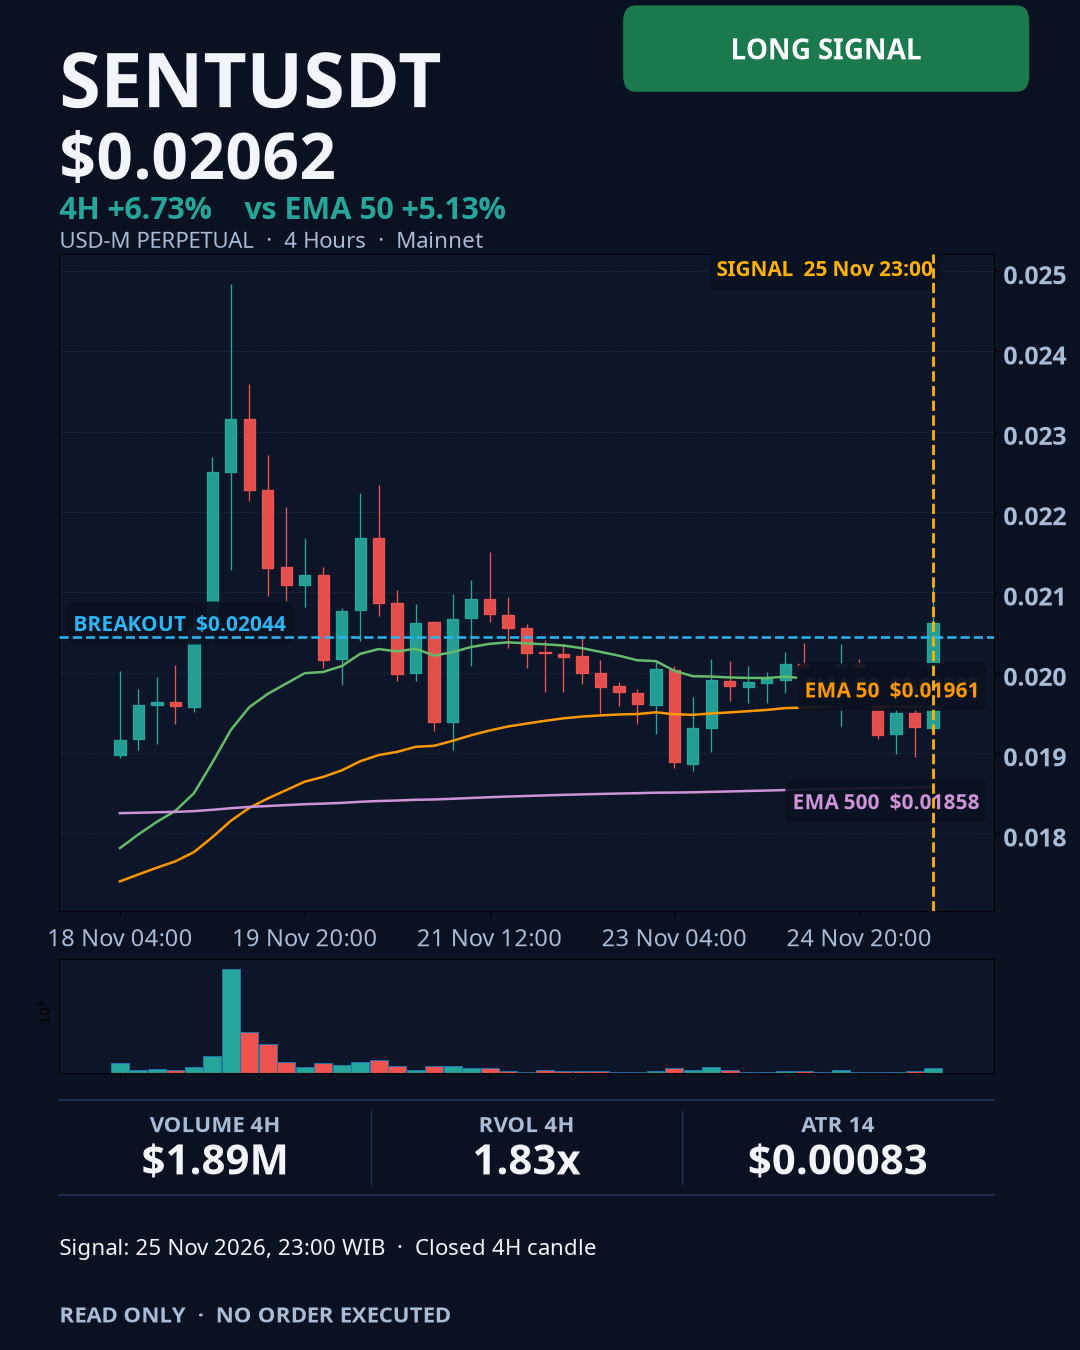 LONG SIGNAL
SENTUSDT
$0.02062
4H +6.73% vs EMA 50 +5.13%
USD-M PERPETUAL · 4 Hours · Mainnet
SIGNAL 25 Nov 23:00
0.025
0.024
0.023
0.022
0.021
BREAKOUT $0.02044
0.020
EMA 50 $0.01961
0.019
EMA 500 $0.01858
0.018
18 Nov 04:00 19 Nov 20:00 21 Nov 12:00 23 Nov 04:00 24 Nov 20:00
10⁶
VOLUME 4H RVOL 4H ATR 14
$1.89M 1.83x $0.00083
Signal: 25 Nov 2026, 23:00 WIB · Closed 4H candle
READ ONLY · NO ORDER EXECUTED